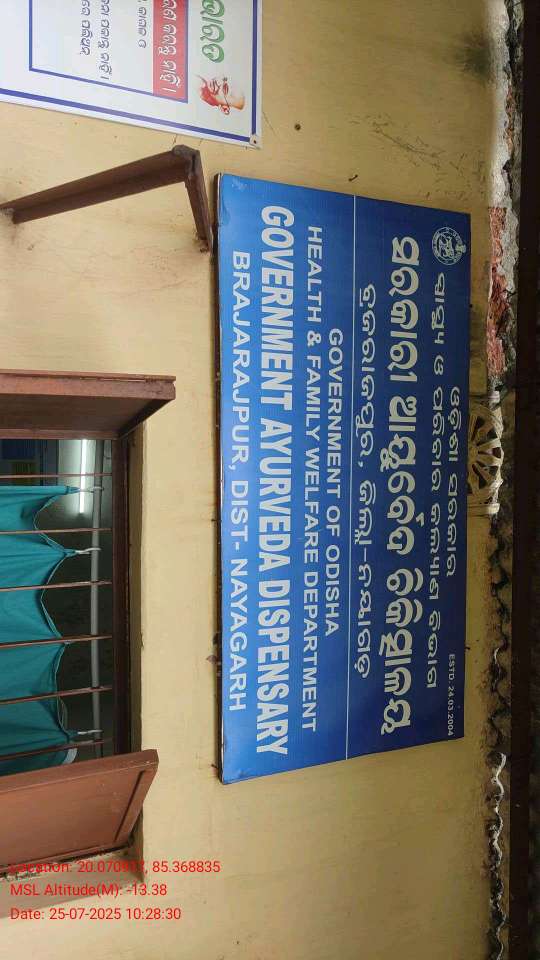 ଓଡ଼ିଶା ସରକାର
ସ୍ୱାସ୍ଥ୍ୟ ଓ ପରିବାର କଲ୍ୟାଣ ବିଭାଗ
ESTD. 24.03.2004
ସରକାରୀ ଆୟୁର୍ବେଦ ଚିକିତ୍ସାଳୟ
ବ୍ରଜରାଜପୁର, ଜିଲ୍ଲା-ନୟାଗଡ଼
GOVERNMENT OF ODISHA
HEALTH & FAMILY WELFARE DEPARTMENT
GOVERNMENT AYURVEDA DISPENSARY
BRAJARAJPUR, DIST- NAYAGARH
Location: 85.368835
MSL Altitude(M): -13.38
Date: 25-07-2025 10:28:30